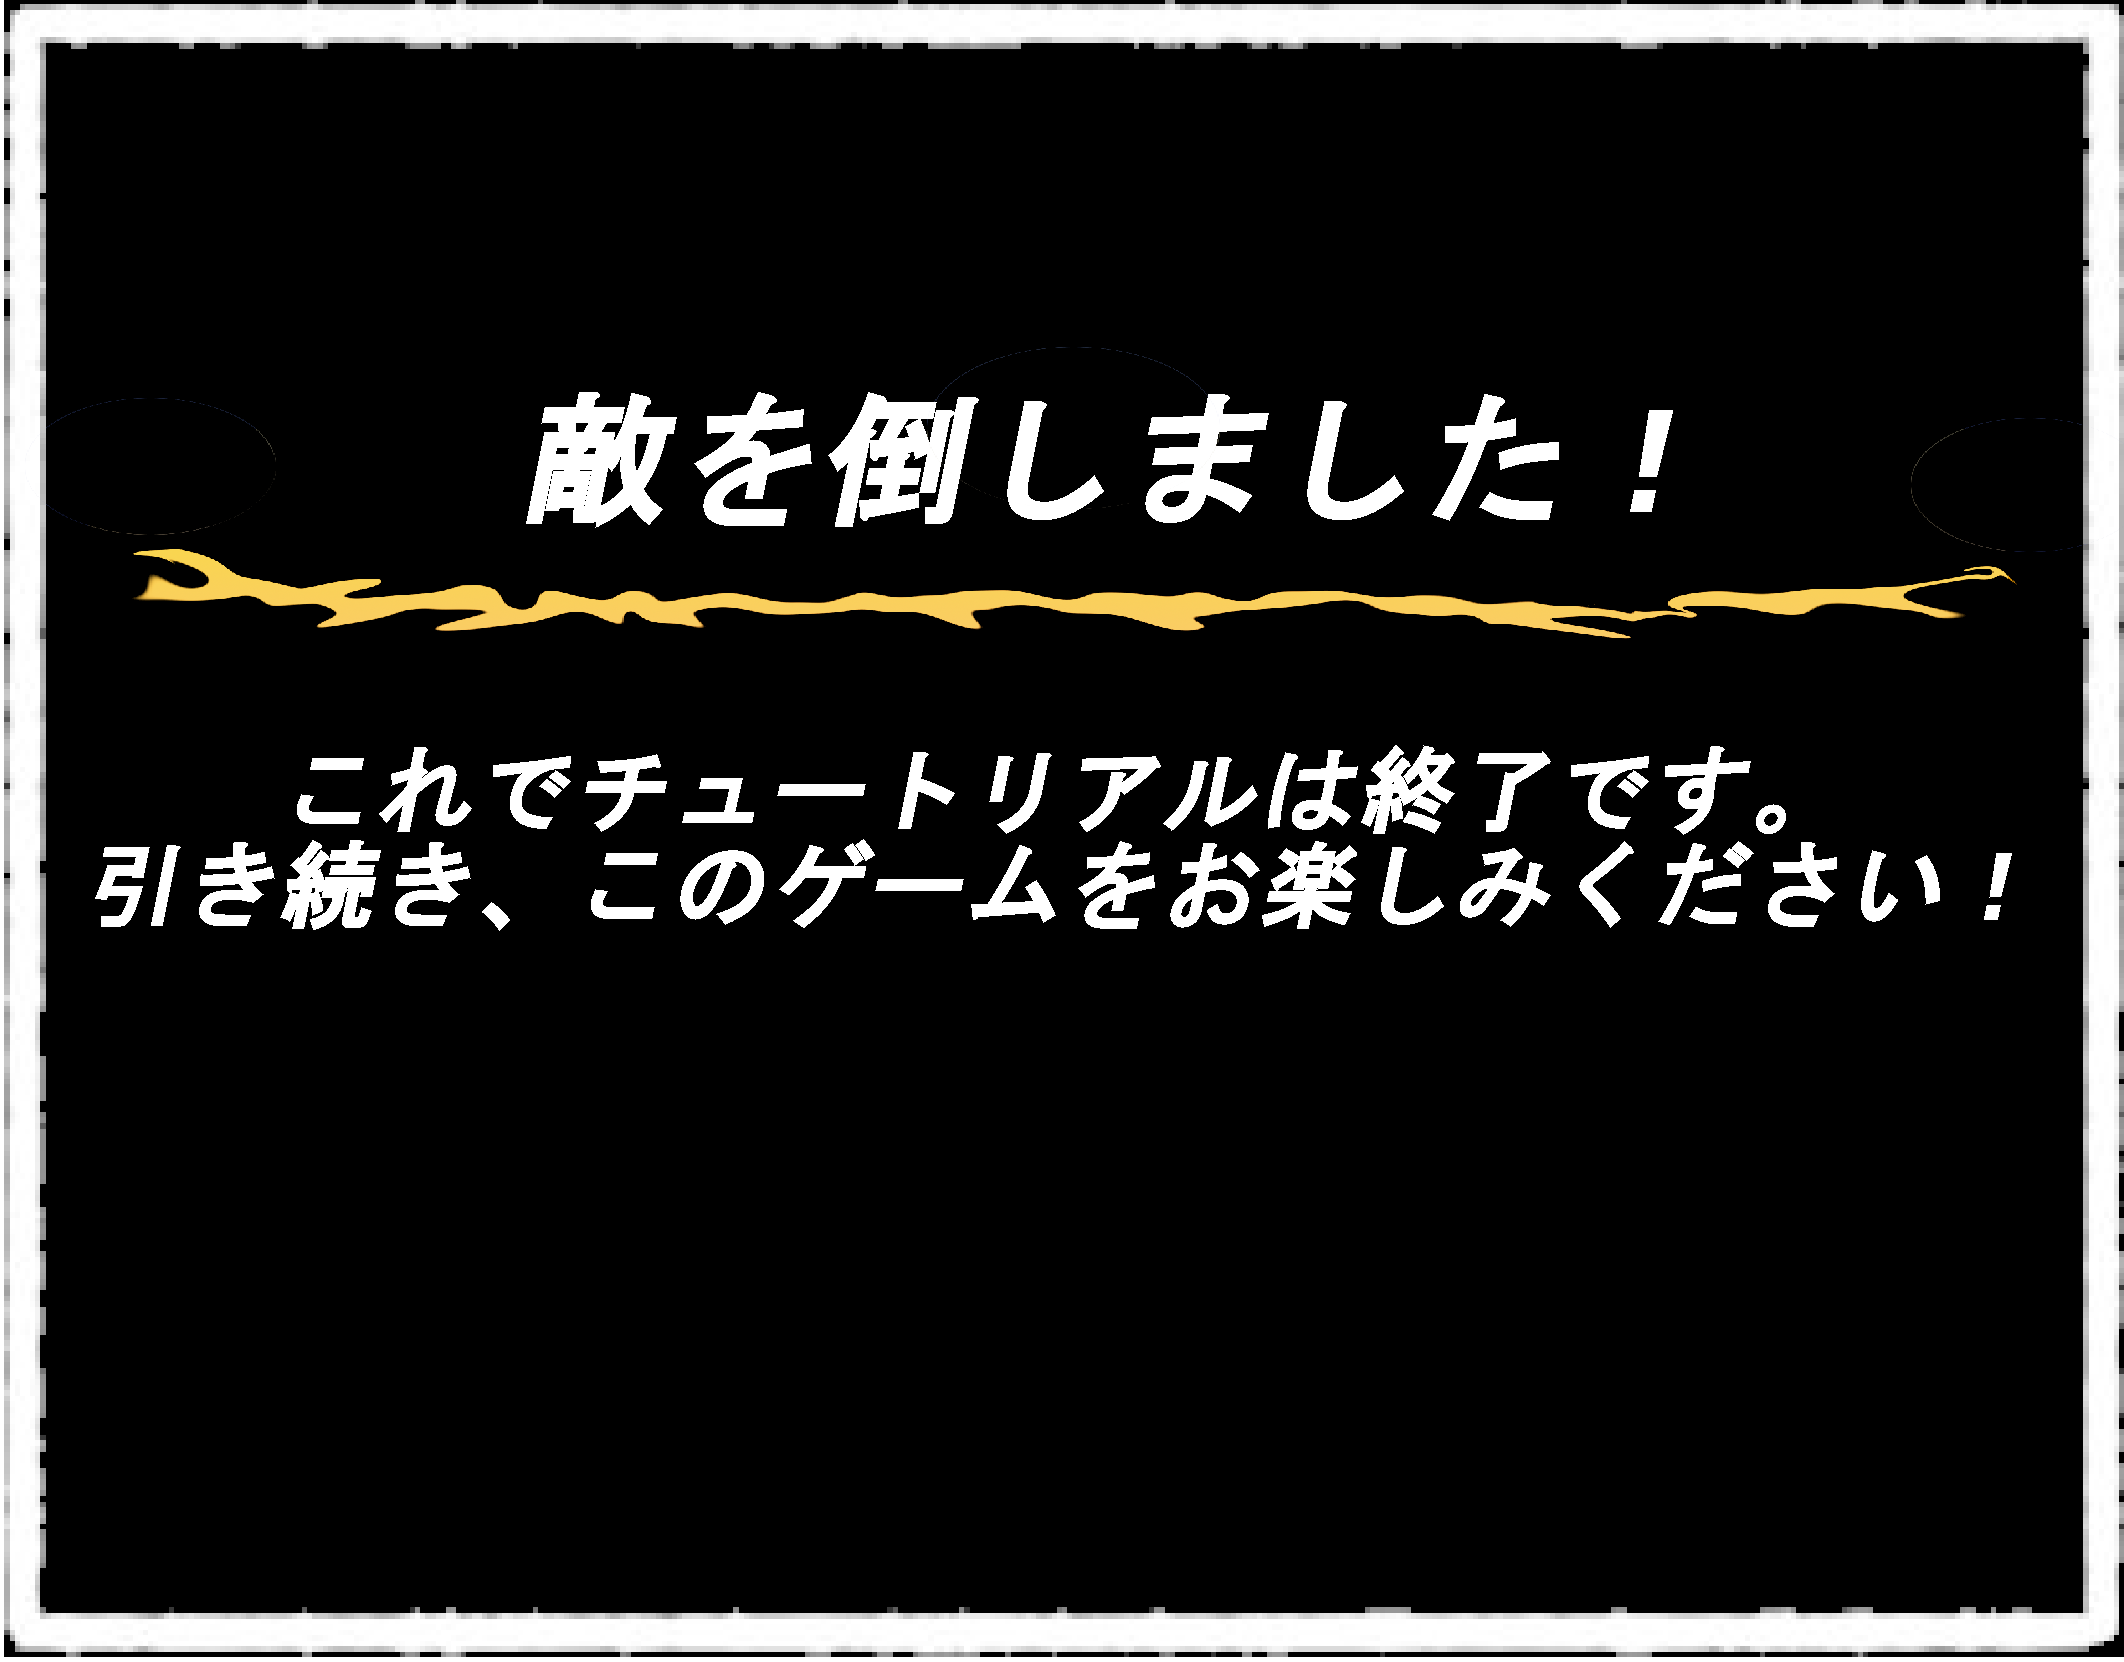 敵を倒しました！
これでチュートリアルは終了です。
引き続き、このゲームをお楽しみください！